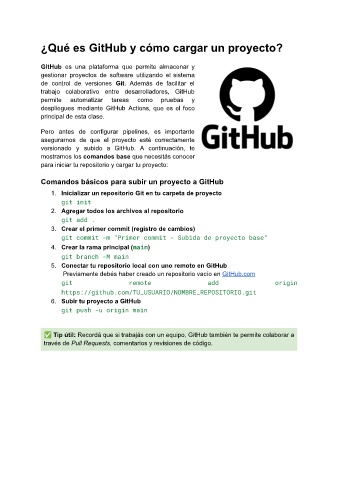 ¿Qué es GitHub y cómo cargar un proyecto?
GitHub es una plataforma que permite almacenar y
gestionar proyectos de software utilizando el sistema
de control de versiones Git. Además de facilitar el
trabajo colaborativo entre desarrolladores, GitHub
permite automatizar tareas como pruebas y
despliegues mediante GitHub Actions, que es el foco
principal de esta clase.
GitHub
Pero antes de configurar pipelines, es importante
asegurarnos de que el proyecto esté correctamente
versionado y subido a GitHub. A continuación, te
mostramos los comandos base que necesitás conocer
para iniciar tu repositorio y cargar tu proyecto:
Comandos básicos para subir un proyecto a GitHub
1. Inicializar un repositorio Git en tu carpeta de proyecto
git init
2. Agregar todos los archivos al repositorio
git add .
3. Crear el primer commit (registro de cambios)
git commit -m "Primer commit - Subida de proyecto base"
4. Crear la rama principal (main)
git branch -M main
5. Conectar tu repositorio local con uno remoto en GitHub
Previamente debés haber creado un repositorio vacío en GitHub.com
git remote add origin
https://github.com/TU_USUARIO/NOMBRE_REPOSITORIO.git
6. Subir tu proyecto a GitHub
git push -u origin main
✅ Tip útil: Recordá que si trabajás con un equipo, GitHub también te permite colaborar a
través de Pull Requests, comentarios y revisiones de código.